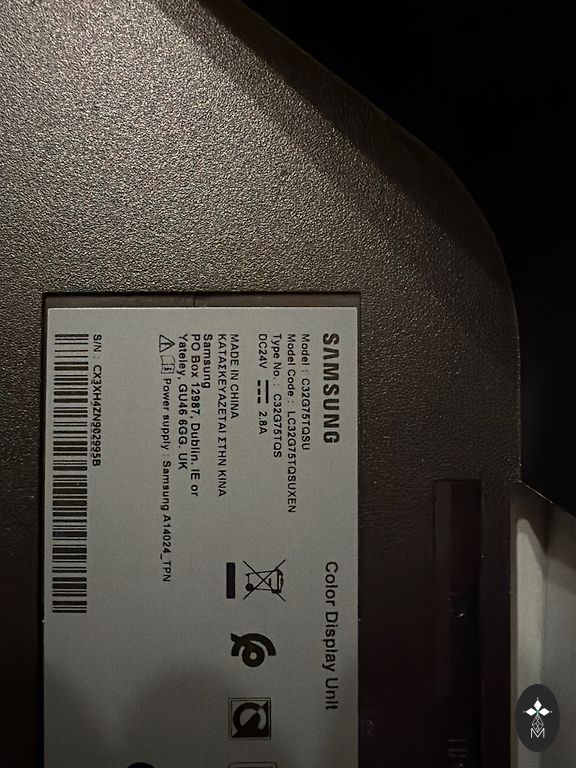 SAMSUNG
Color Display Unit
Model : C32G75TQSU
Model Code : LC32G75TQSUXEN
Type No. : C32G75TQS
DC24V 2.8A
MADE IN CHINA
ΚΑΤΑΣΚΕΥΑΖΕΤΑΙ ΣΤΗΝ ΚΙΝΑ
Samsung
PO Box 12987, Dublin. IE or
Yateley, GU46 6GG. UK
Power supply : Samsung A14024_TPN
S/N : CX3XH4ZN902995B
M